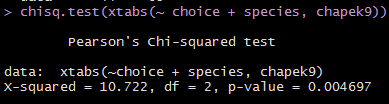 > chisq.test(xtabs(~ choice + species, chapek9))
Pearson's Chi-squared test
data: xtabs(~choice + species, chapek9)
X-squared = 10.722, df = 2, p-value = 0.004697